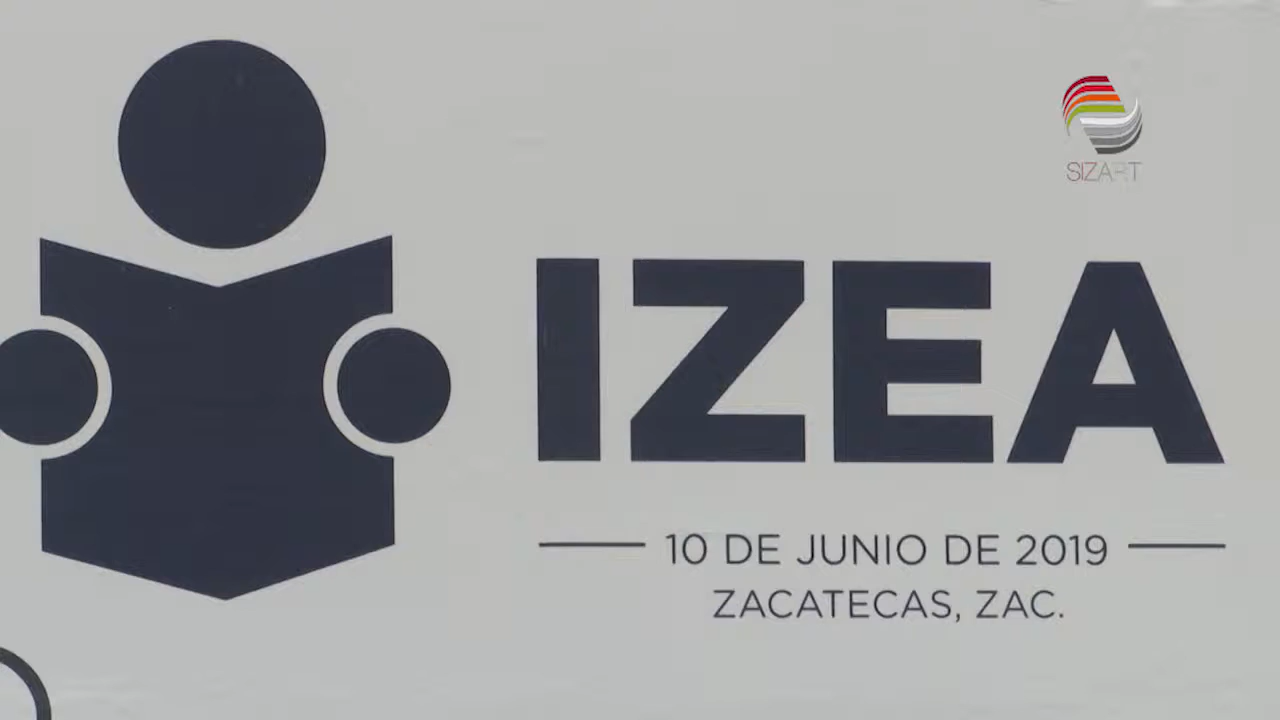 SIZART
IZEA
10 DE JUNIO DE 2019
ZACATECAS, ZAC.